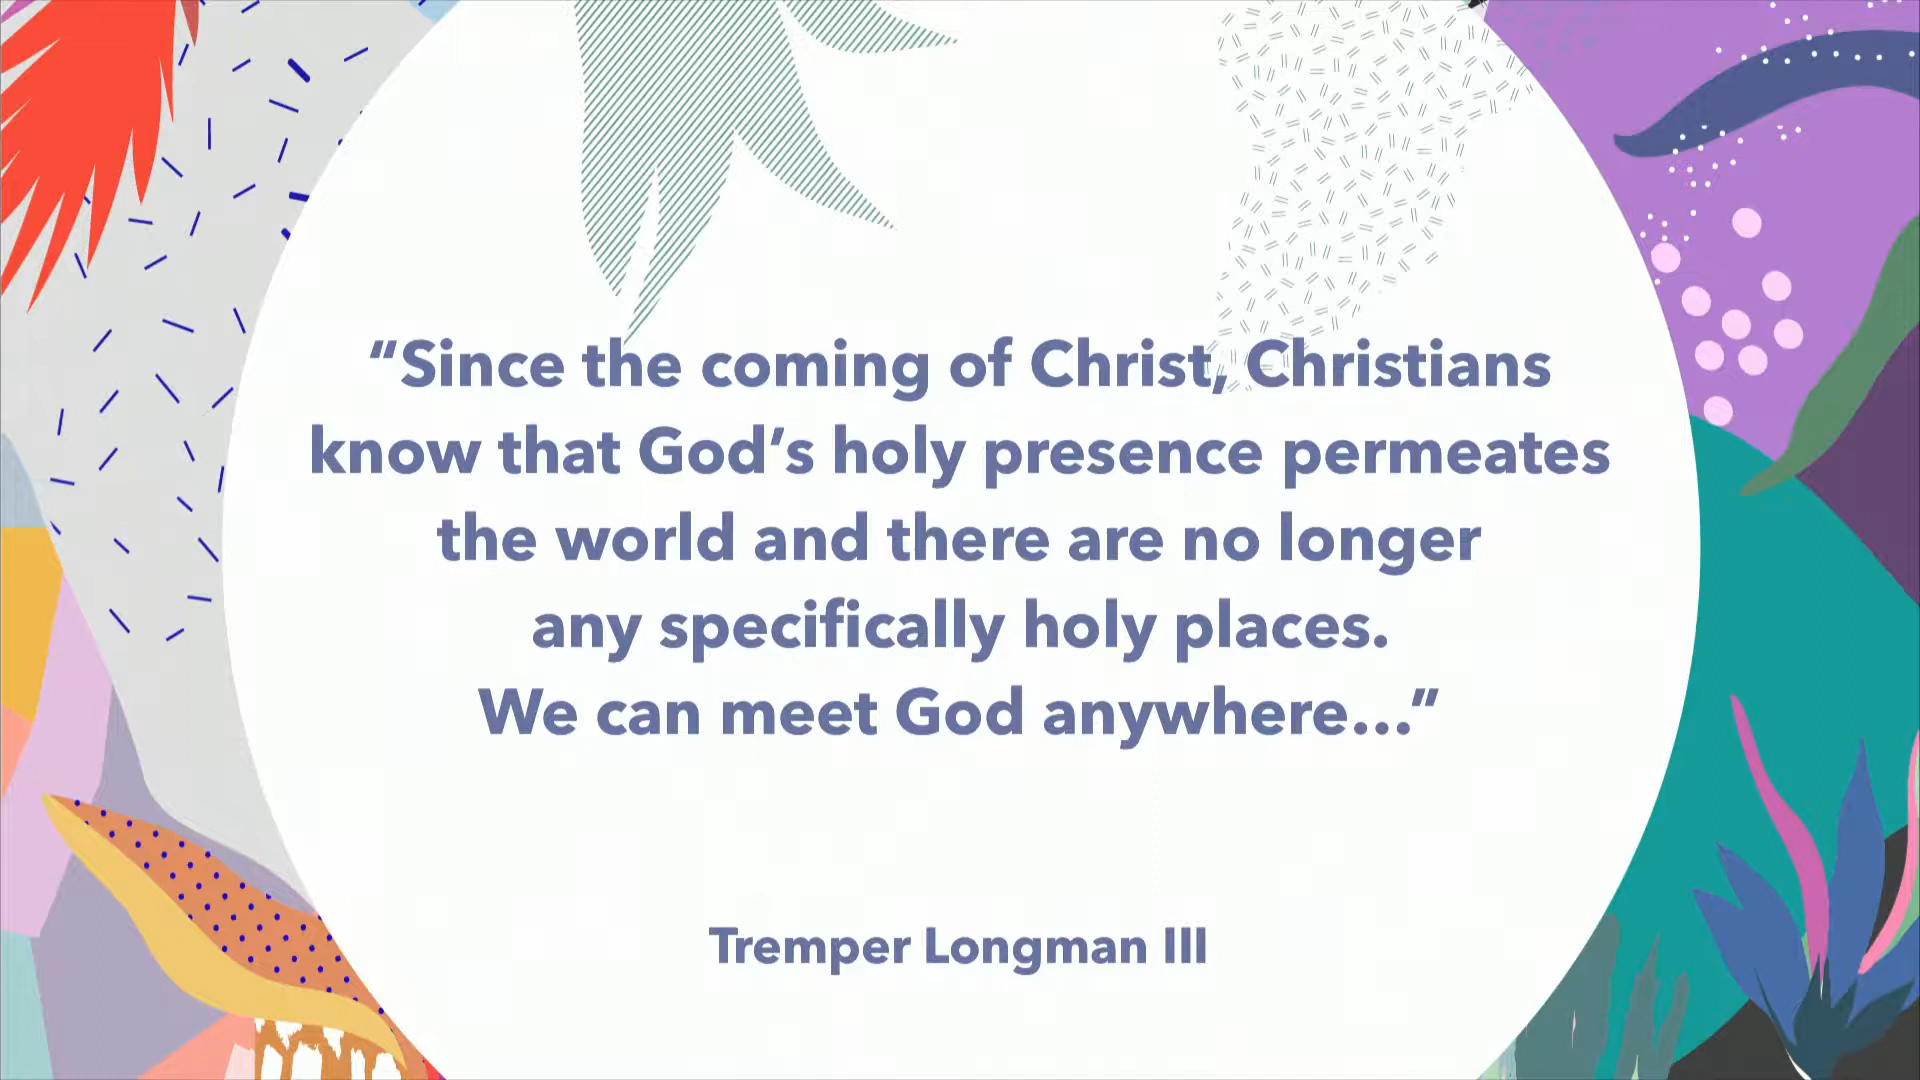 “Since the coming of Christ, Christians
know that God’s holy presence permeates
the world and there are no longer
any specifically holy places.
We can meet God anywhere...”
Tremper Longman III